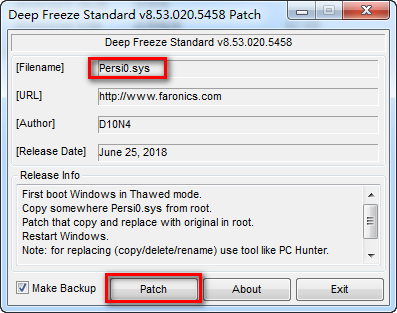 Deep Freeze Standard v8.53.020.5458 Patch
Deep Freeze Standard v8.53.020.5458
[Filename] Persi0.sys
[URL] http://www.faronics.com
[Author] D10N4
[Release Date] June 25, 2018
Release Info
First boot Windows in Thawed mode.
Copy somewhere Persi0.sys from root.
Patch that copy and replace with original in root.
Restart Windows.
Note: for replacing (copy/delete/rename) use tool like PC Hunter.
Make Backup Patch About Exit